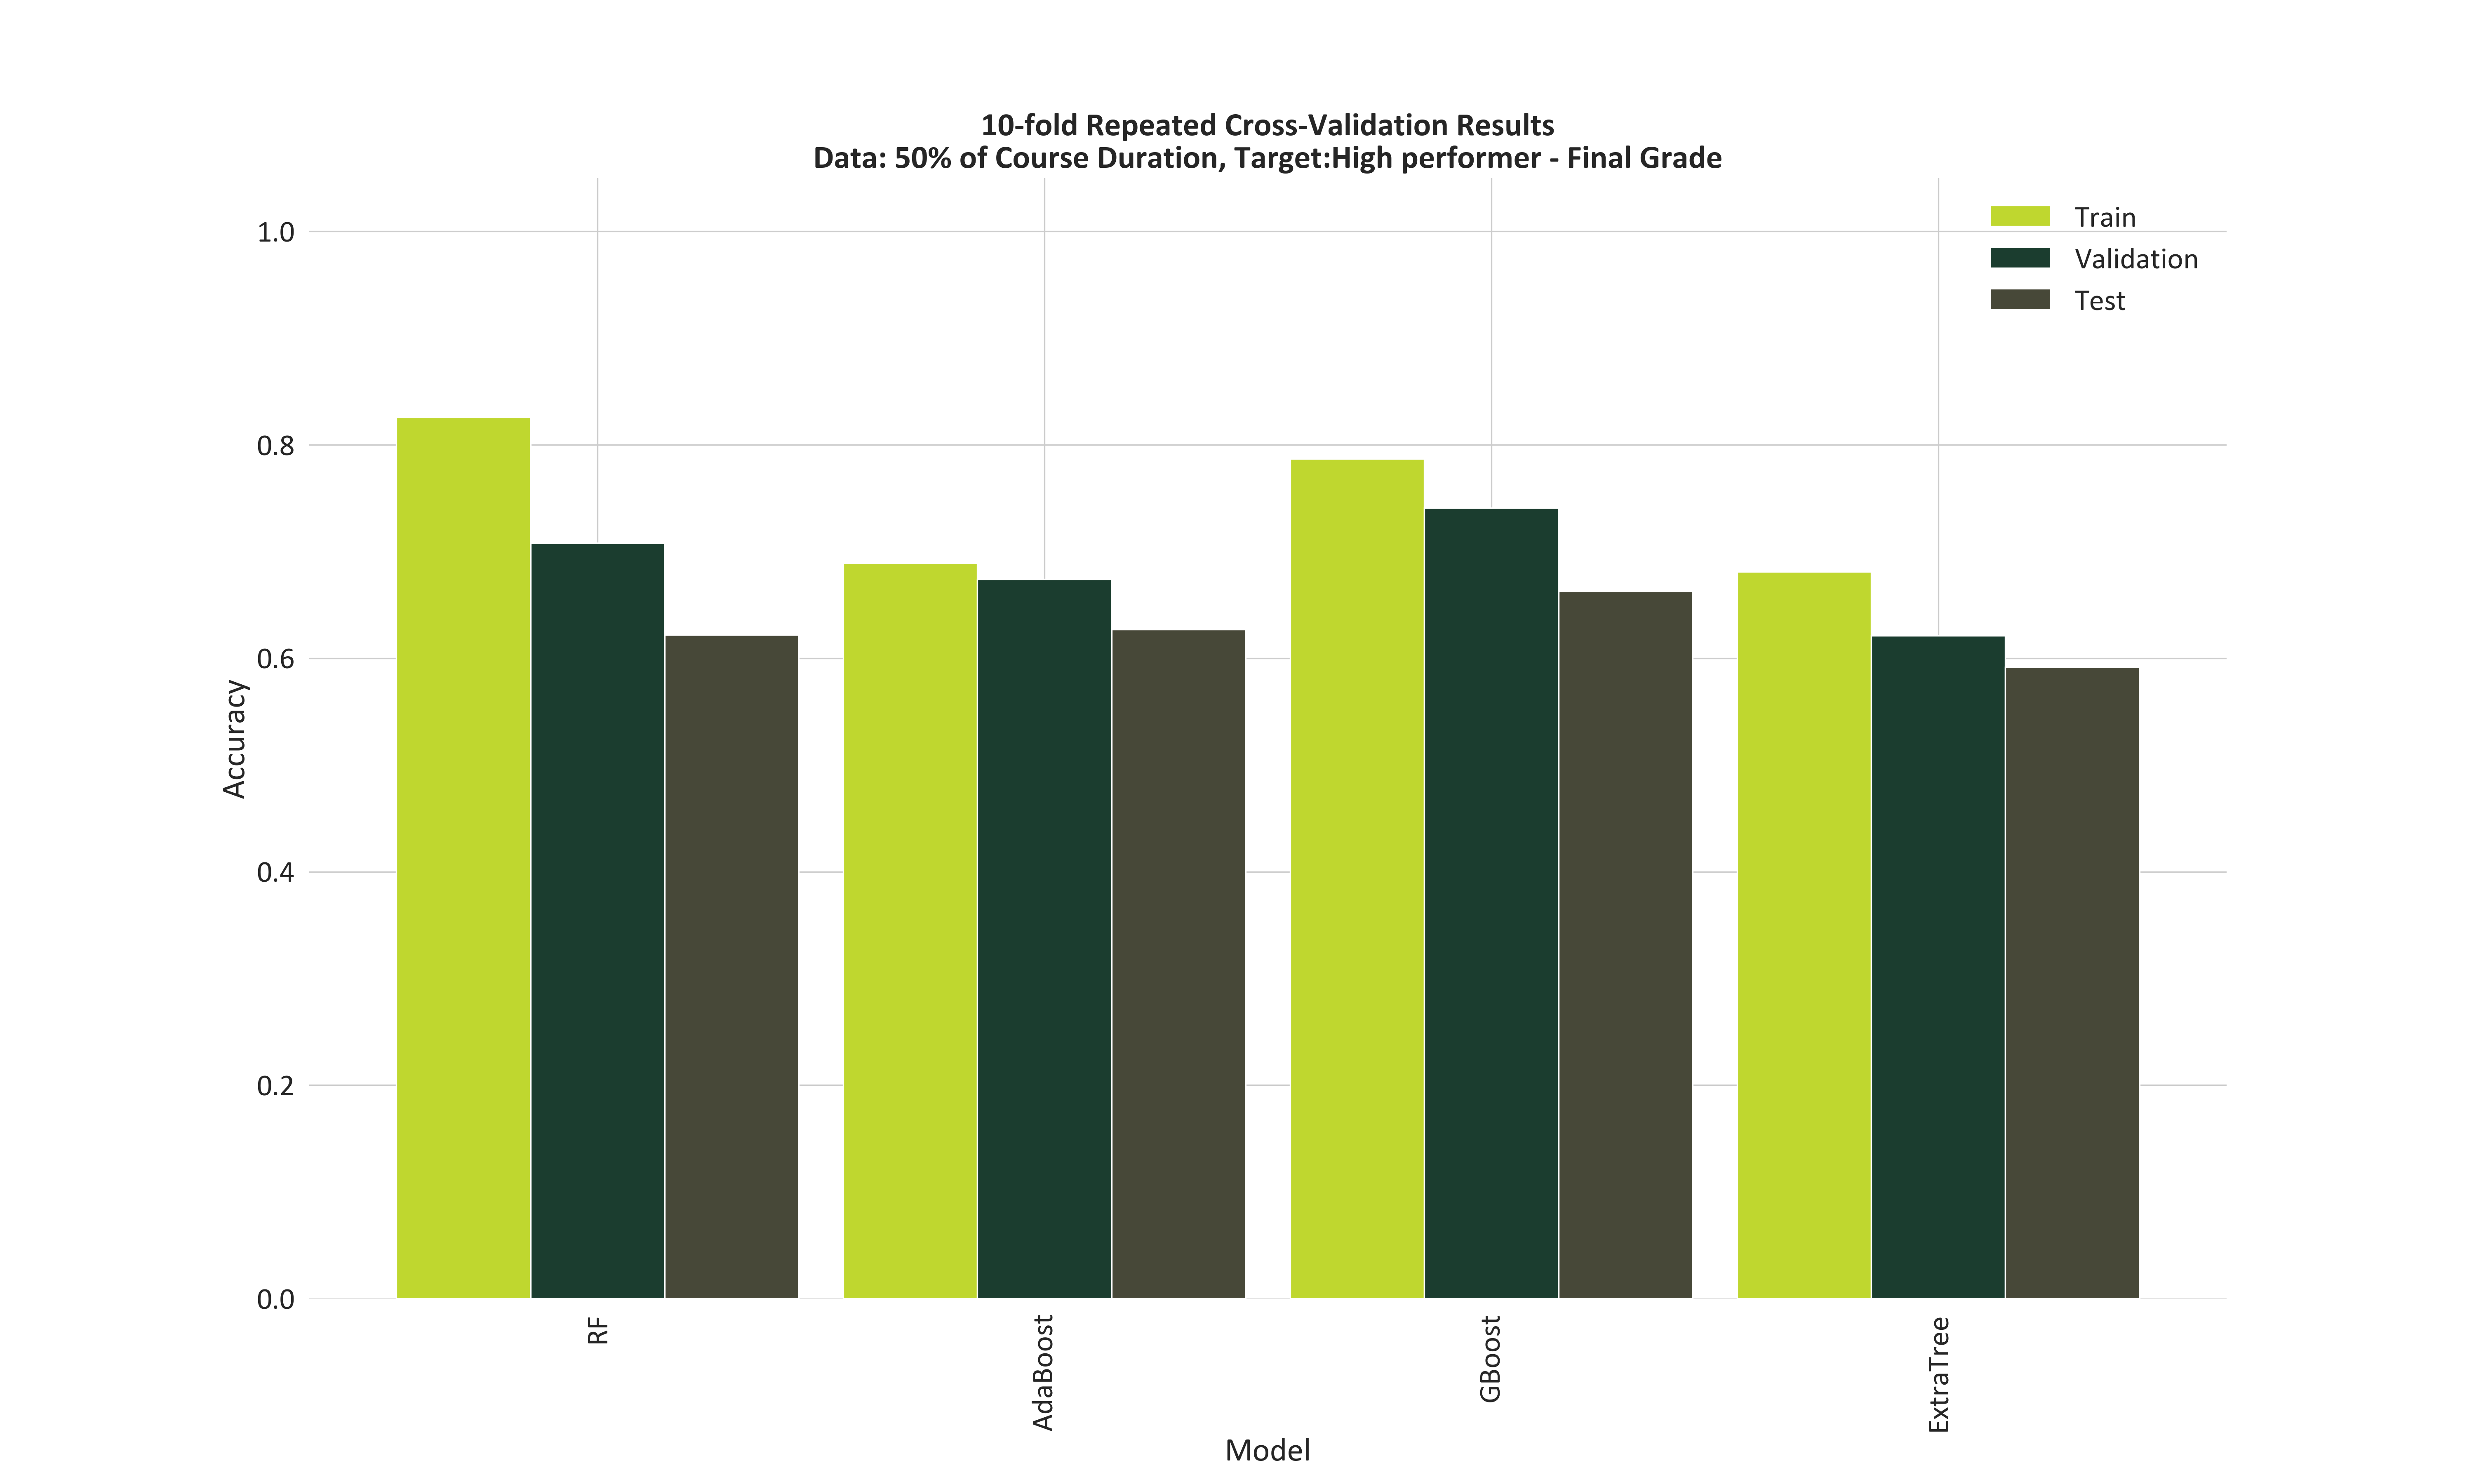 10-fold Repeated Cross-Validation Results
Data: 50% of Course Duration, Target:High performer - Final Grade
Train
Validation
Test
1.0
0.8
0.6
0.4
0.2
0.0
Accuracy
RF
AdaBoost
GBoost
ExtraTree
Model